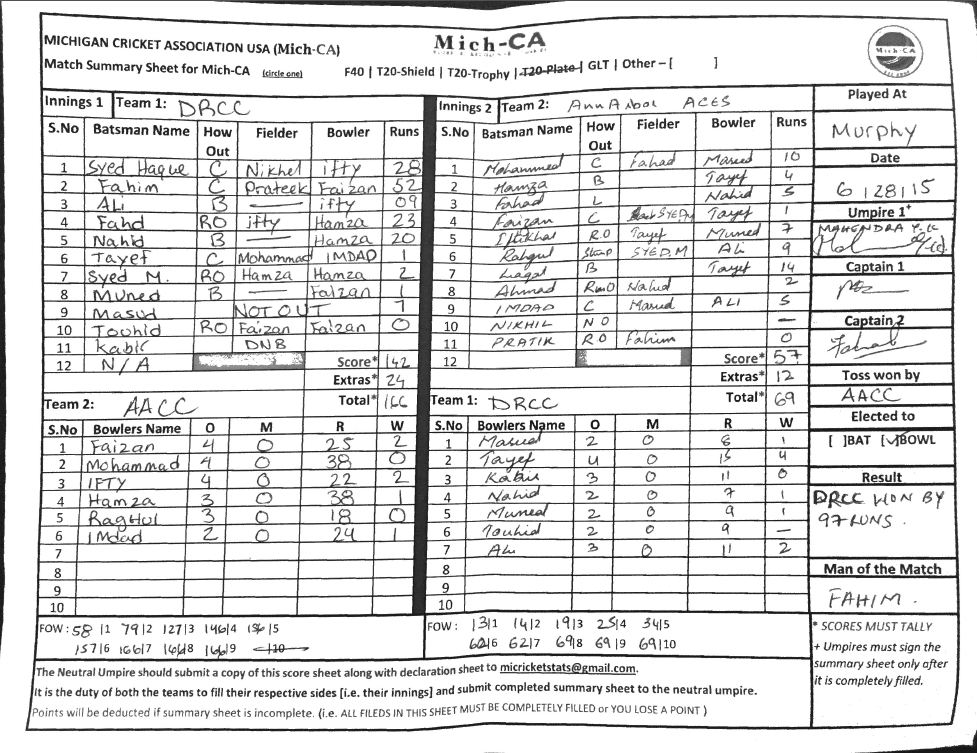 MICHIGAN CRICKET ASSOCIATION USA (Mich-CA)
Mich-CA
Match Summary Sheet for Mich-CA (circle one) F40 | T20-Shield | T20-Trophy | T20-Plate | GLT | Other – [ ]
Mich-CA
Innings 1 Team 1: DRCC
S.No Batsman Name How Out Fielder Bowler Runs
1 Syed Haque C Nikhel ifty 28
2 Fahim C Prateek Faizan 52
3 ALi B — ifty 09
4 Fahd RO ifty Hamza 23
5 Nahid B — Hamza 20
6 Tayef C Mohammad IMDAD 1
7 Syed M. RO Hamza Hamza 2
8 Muned B — Faizan 1
9 Masud NOT OUT 7
10 Touhid RO Faizan Faizan 0
11 Kabir DNB
12 N/A Score* 142
Extras* 24
Total* 166
Team 2: AACC
S.No Bowlers Name O M R W
1 Faizan 4 0 25 2
2 Mohammad 4 0 38 0
3 IFTY 4 0 22 2
4 Hamza 3 0 38 1
5 Raghul 3 0 18 0
6 IMdad 2 0 24 1
7
8
9
10
FOW : 58|1 79|2 127|3 146|4 156|5
157|6 166|7 166|8 166|9
Innings 2 Team 2: Ann Arbor ACES
S.No Batsman Name How Out Fielder Bowler Runs
1 Mohammed C Fahad Masud 10
2 Hamza B Tayef 4
3 Fahad L Nahid 5
4 Faizan C SYED M Tayef 1
5 Iftikhar R.O Tayef Muned 7
6 Rahgul Stump SYED.M ALi 9
7 Liaqat B Tayef 14
8 Ahmad Nahid 2
9 IMDAD C Masud ALI 5
10 NIKHIL NO —
11 PRATIK RO Fahim 0
12 Score* 57
Extras* 12
Total* 69
Team 1: DRCC
S.No Bowlers Name O M R W
1 Masud 2 0 8 1
2 Tayef 4 0 15 4
3 Kabir 3 0 11 0
4 Nahid 2 0 7 1
5 Muned 2 0 9 1
6 Touhid 2 0 9 —
7 ALi 3 0 11 2
8
9
10
FOW : 13|1 14|2 19|3 25|4 34|5
60|6 62|7 69|8 69|9 69|10
Played At
Murphy
Date
6/28/15
Umpire 1+
MAHENDRA
Captain 1
Captain 2
Fahad
Toss won by
AACC
Elected to
[ ]BAT [✓]BOWL
Result
DRCC WON BY
97 RUNS.
Man of the Match
FAHIM.
* SCORES MUST TALLY
+ Umpires must sign the
summary sheet only after
it is completely filled.
The Neutral Umpire should submit a copy of this score sheet along with declaration sheet to micricketstats@gmail.com.
It is the duty of both the teams to fill their respective sides [i.e. their innings] and submit completed summary sheet to the neutral umpire.
Points will be deducted if summary sheet is incomplete. (i.e. ALL FILEDS IN THIS SHEET MUST BE COMPLETELY FILLED or YOU LOSE A POINT )